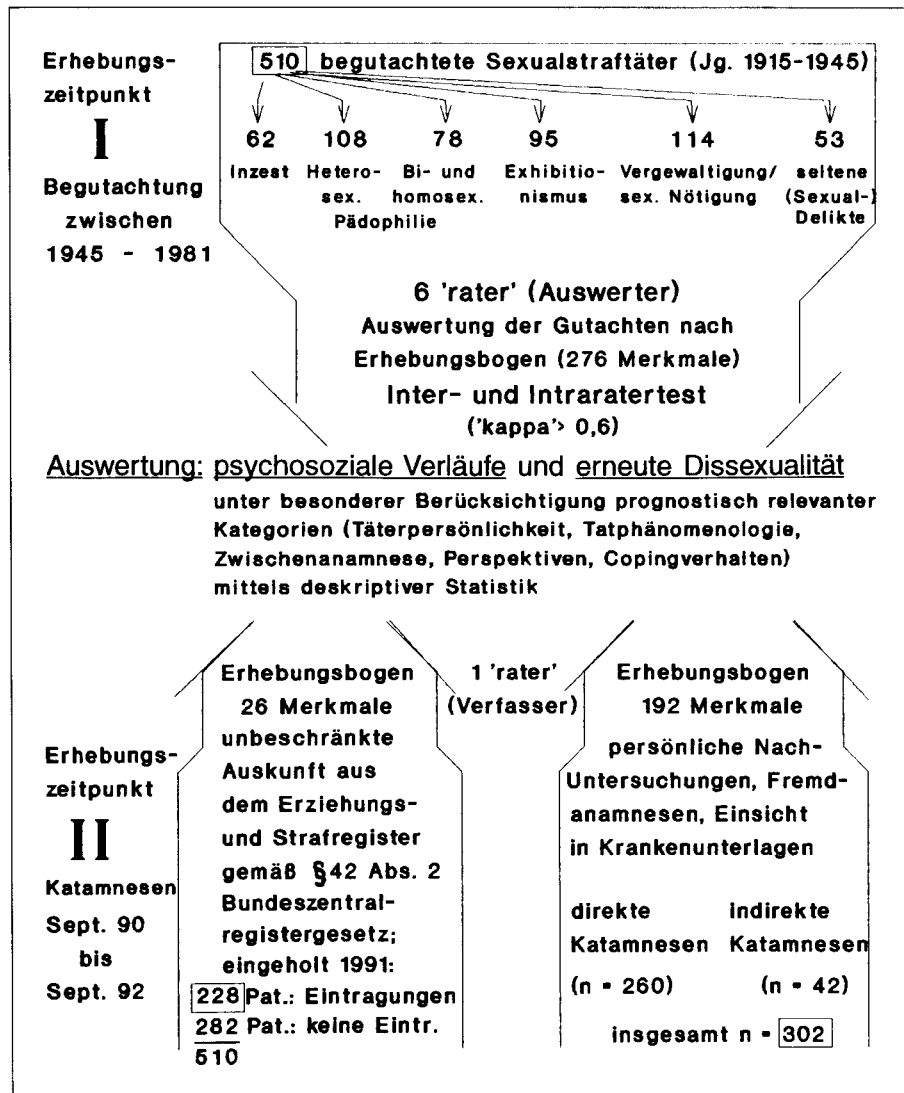 Erhebungs-
zeitpunkt
I
Begutachtung
zwischen
1945 - 1981
510 begutachtete Sexualstraftäter (Jg. 1915-1945)
62 108 78 95 114 53
Inzest Hetero- Bi- und Exhibitio- Vergewaltigung/ seltene
sex. homosex. nismus sex. Nötigung (Sexual-)
Pädophilie Delikte
6 'rater' (Auswerter)
Auswertung der Gutachten nach
Erhebungsbogen (276 Merkmale)
Inter- und Intraratertest
('kappa'> 0,6)
Auswertung: psychosoziale Verläufe und erneute Dissexualität
unter besonderer Berücksichtigung prognostisch relevanter
Kategorien (Täterpersönlichkeit, Tatphänomenologie,
Zwischenanamnese, Perspektiven, Copingverhalten)
mittels deskriptiver Statistik
Erhebungs-
zeitpunkt
II
Katamnesen
Sept. 90
bis
Sept. 92
Erhebungsbogen
26 Merkmale
unbeschränkte
Auskunft aus
dem Erziehungs-
und Strafregister
gemäß §42 Abs. 2
Bundeszentral-
registergesetz;
eingeholt 1991:
228 Pat.: Eintragungen
282 Pat.: keine Eintr.
510
1 'rater'
(Verfasser)
Erhebungsbogen
192 Merkmale
persönliche Nach-
Untersuchungen, Fremd-
anamnesen, Einsicht
in Krankenunterlagen
direkte indirekte
Katamnesen Katamnesen
(n = 260) (n = 42)
insgesamt n = 302